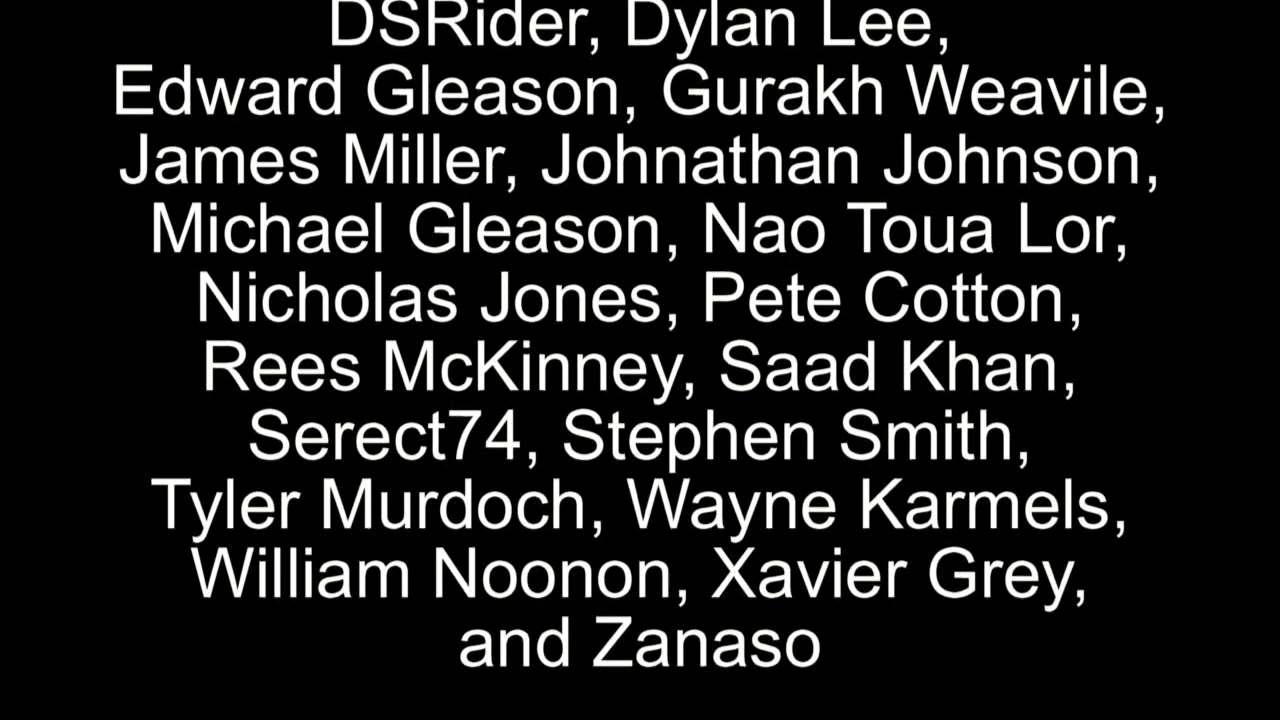 DSRider, Dylan Lee,
Edward Gleason, Gurakh Weavile,
James Miller, Johnathan Johnson,
Michael Gleason, Nao Toua Lor,
Nicholas Jones, Pete Cotton,
Rees McKinney, Saad Khan,
Serect74, Stephen Smith,
Tyler Murdoch, Wayne Karmels,
William Noonon, Xavier Grey,
and Zanaso